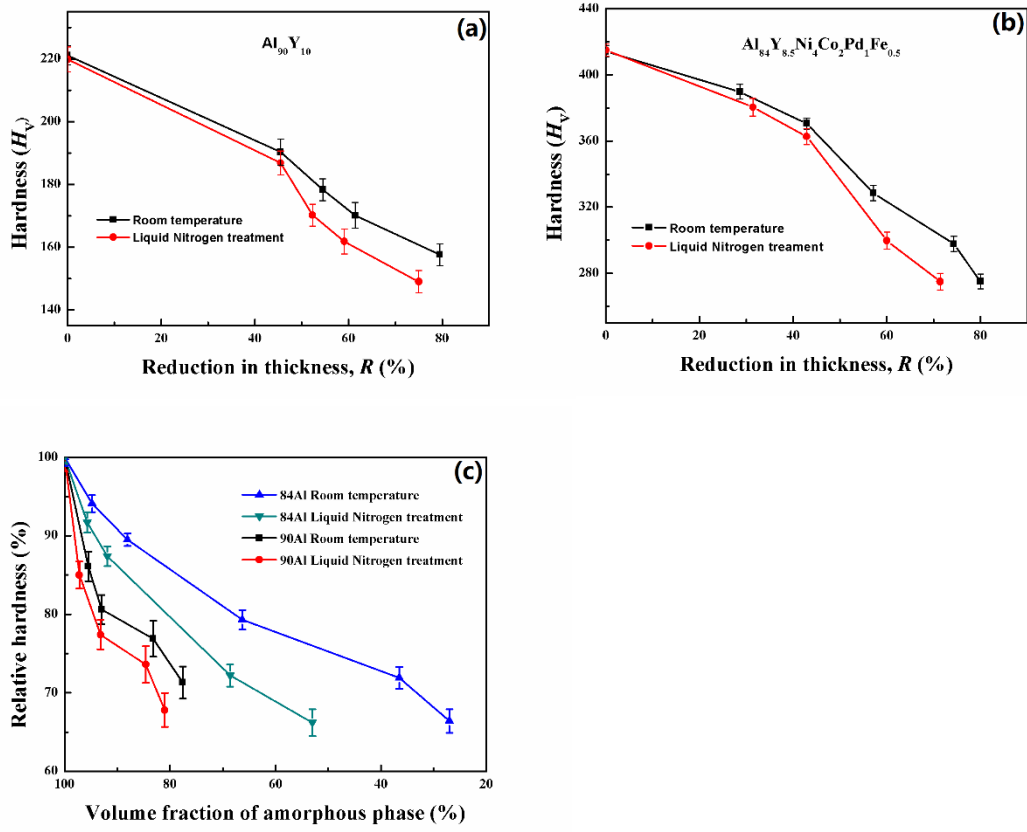 (a)
Al90Y10
Hardness (Hv)
220
200
180
160
140
Room temperature
Liquid Nitrogen treatment
0
20
40
60
80
Reduction in thickness, R (%)
(b)
Al84Y8.5Ni4Co2Pd1Fe0.5
Hardness (Hv)
440
400
360
320
280
Room temperature
Liquid Nitrogen treament
0
20
40
60
80
Reduction in thickness, R (%)
(c)
Relative hardness (%)
100
90
80
70
60
84Al Room temperature
84Al Liquid Nitrogen treatment
90Al Room temperature
90Al Liquid Nitrogen treatment
100
80
60
40
20
Volume fraction of amorphous phase (%)